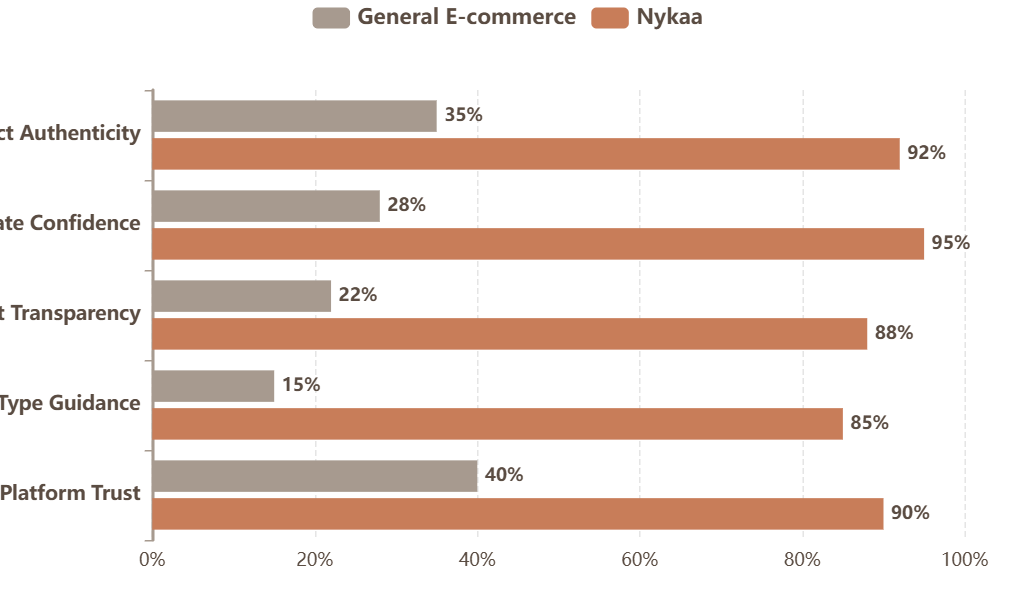 General E-commerce Nykaa
ct Authenticity
35%
92%
ate Confidence
28%
95%
t Transparency
22%
88%
Type Guidance
15%
85%
Platform Trust
40%
90%
0% 20% 40% 60% 80% 100%